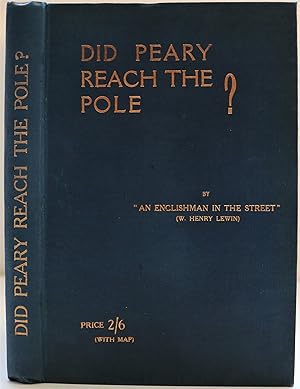 DID PEARY REACH THE POLE?
DID PEARY
REACH THE
POLE ?
BY
"AN ENGLISHMAN IN THE STREET"
(W. HENRY LEWIN)
PRICE 2/6
(WITH MAP)